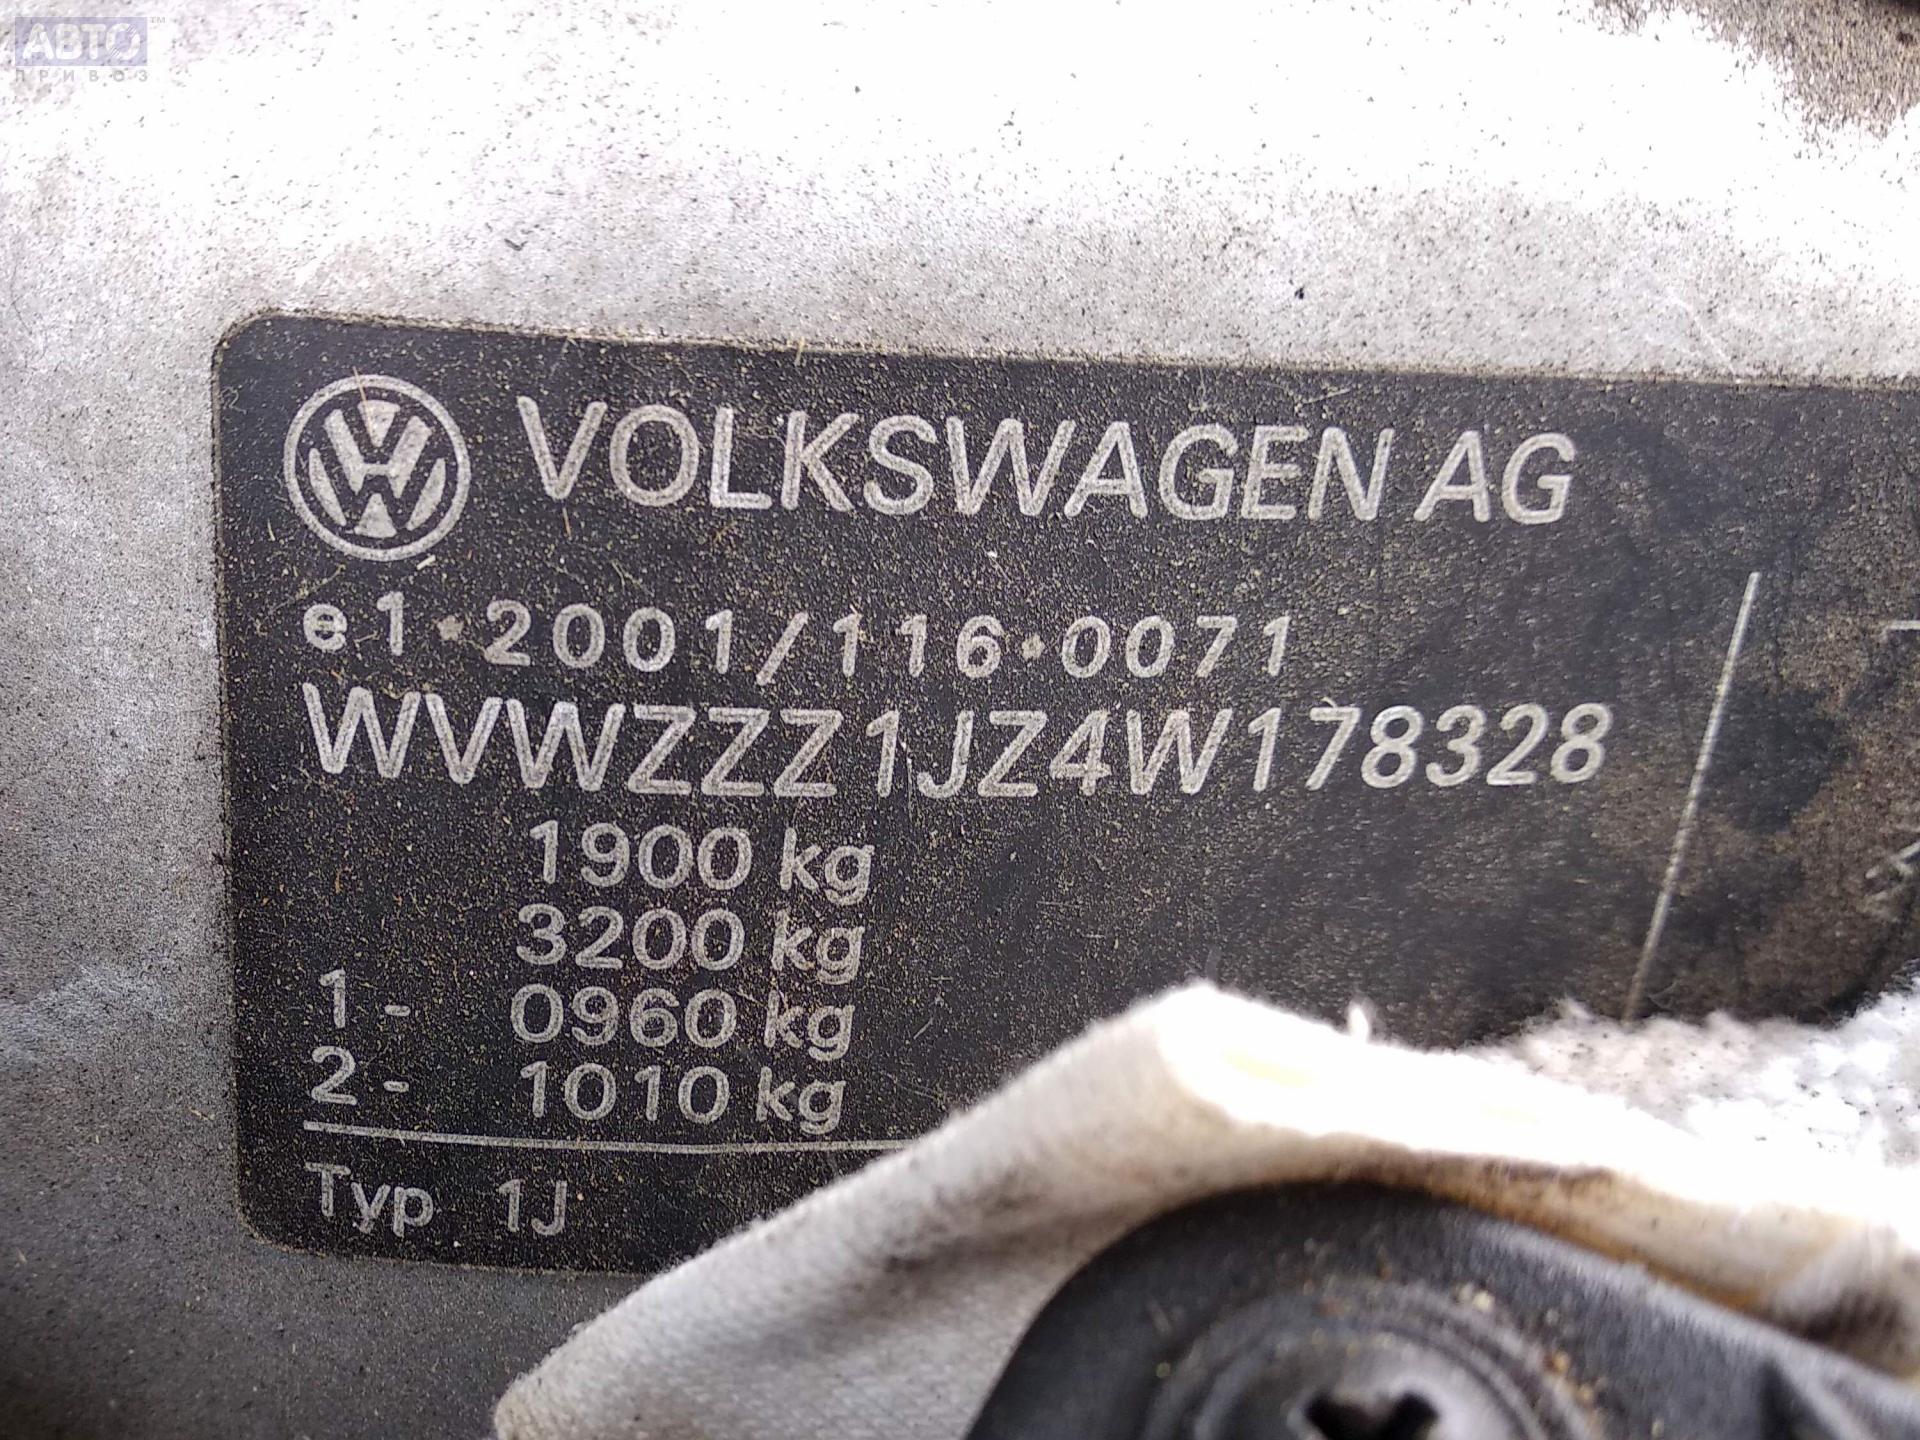 АВТО™
ПРИВОЗ
VOLKSWAGEN AG
e1·2001/116·0071
WVWZZZ1JZ4W178328
1900 kg
3200 kg
1- 0960 kg
2- 1010 kg
Typ 1J